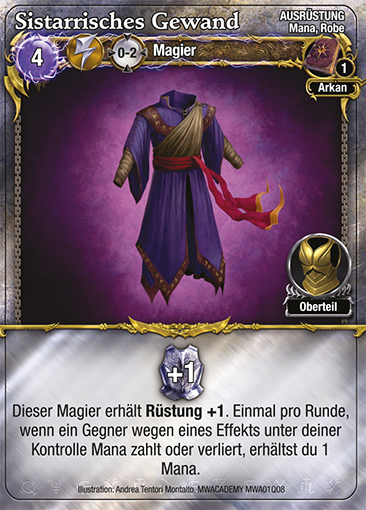 Sistarrisches Gewand
AUSRÜSTUNG
Mana, Robe
4
0-2
Magier
1
Arkan
Oberteil
+1
Dieser Magier erhält Rüstung +1. Einmal pro Runde,
wenn ein Gegner wegen eines Effekts unter deiner
Kontrolle Mana zahlt oder verliert, erhältst du 1
Mana.
Illustration: Andrea Tentori Montalto, MWACADEMY MWA01Q08